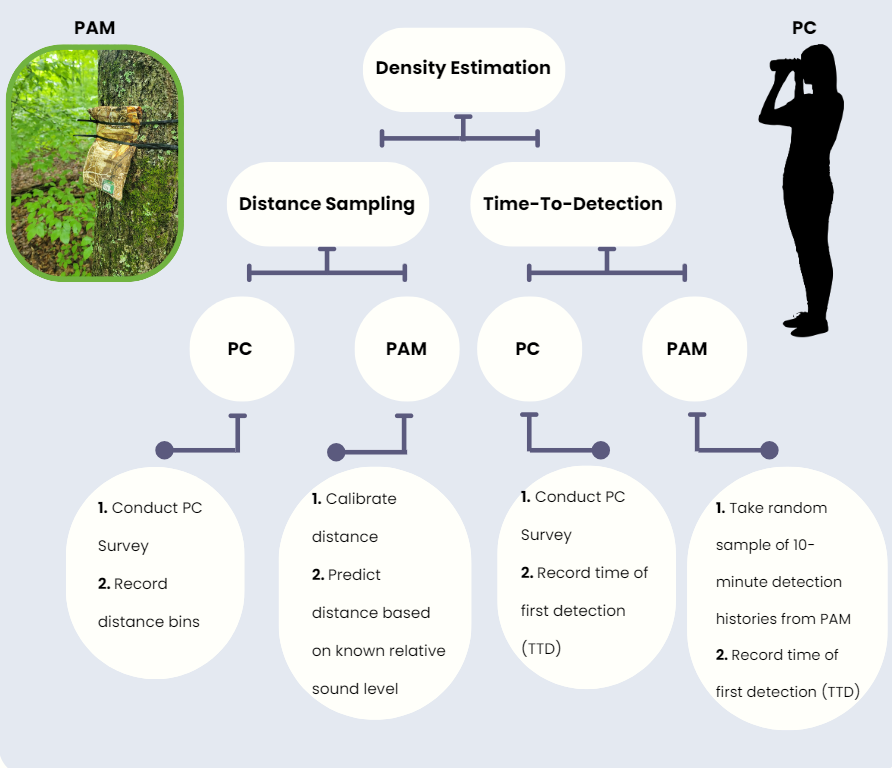 PAM
PC
Density Estimation
Distance Sampling
Time-To-Detection
PC
PAM
PC
PAM
1. Conduct PC
Survey
2. Record
distance bins
1. Calibrate
distance
2. Predict
distance based
on known relative
sound level
1. Conduct PC
Survey
2. Record time of
first detection
(TTD)
1. Take random
sample of 10-
minute detection
histories from PAM
2. Record time of
first detection (TTD)